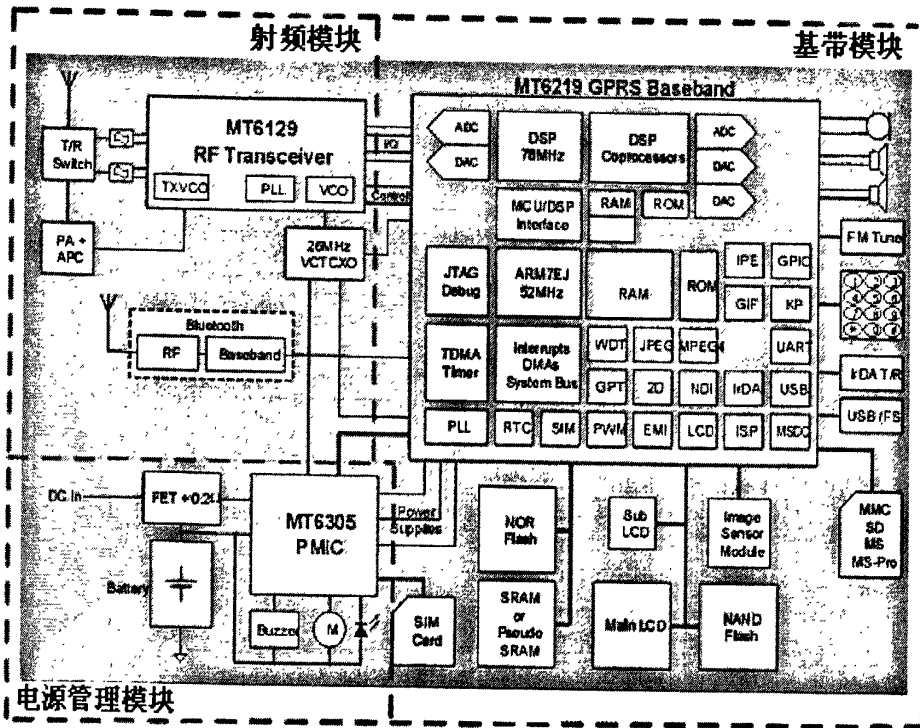 射频模块
基带模块
MT6219 GPRS Baseband
MT6129
RF Transceiver
TXVCO
PLL
VCO
T/R
Switch
PA +
APC
26MHz
VCTCXO
I/Q
Control
ADC
DAC
DSP
DSP
Coprocessors
ADC
DAC
DAC
MCU/DSP
Interface
RAM
ROM
JTAG
Debug
ARM7EJ
52MHz
RAM
ROM
IPE
GPIO
GIF
KP
TDMA
Timer
Interrupts
DMAs
System Bus
WDT
JPEG
MPEG4
UART
GPT
2D
NDI
IrDA
USB
PLL
RTC
SIM
PWM
EMI
LCD
ISP
MSDC
FM Tune
IrDA T/R
USB
Bluetooth
RF
Baseband
DC In
FET
MT6305
PMIC
Power
Supplies
Battery
Buzzer
M
SIM
Card
NOR
Flash
SRAM
or
Pseudo
SRAM
Sub
LCD
Main LCD
Image
Sensor
Module
NAND
Flash
MMC
SD
MS
MS-Pro
电源管理模块